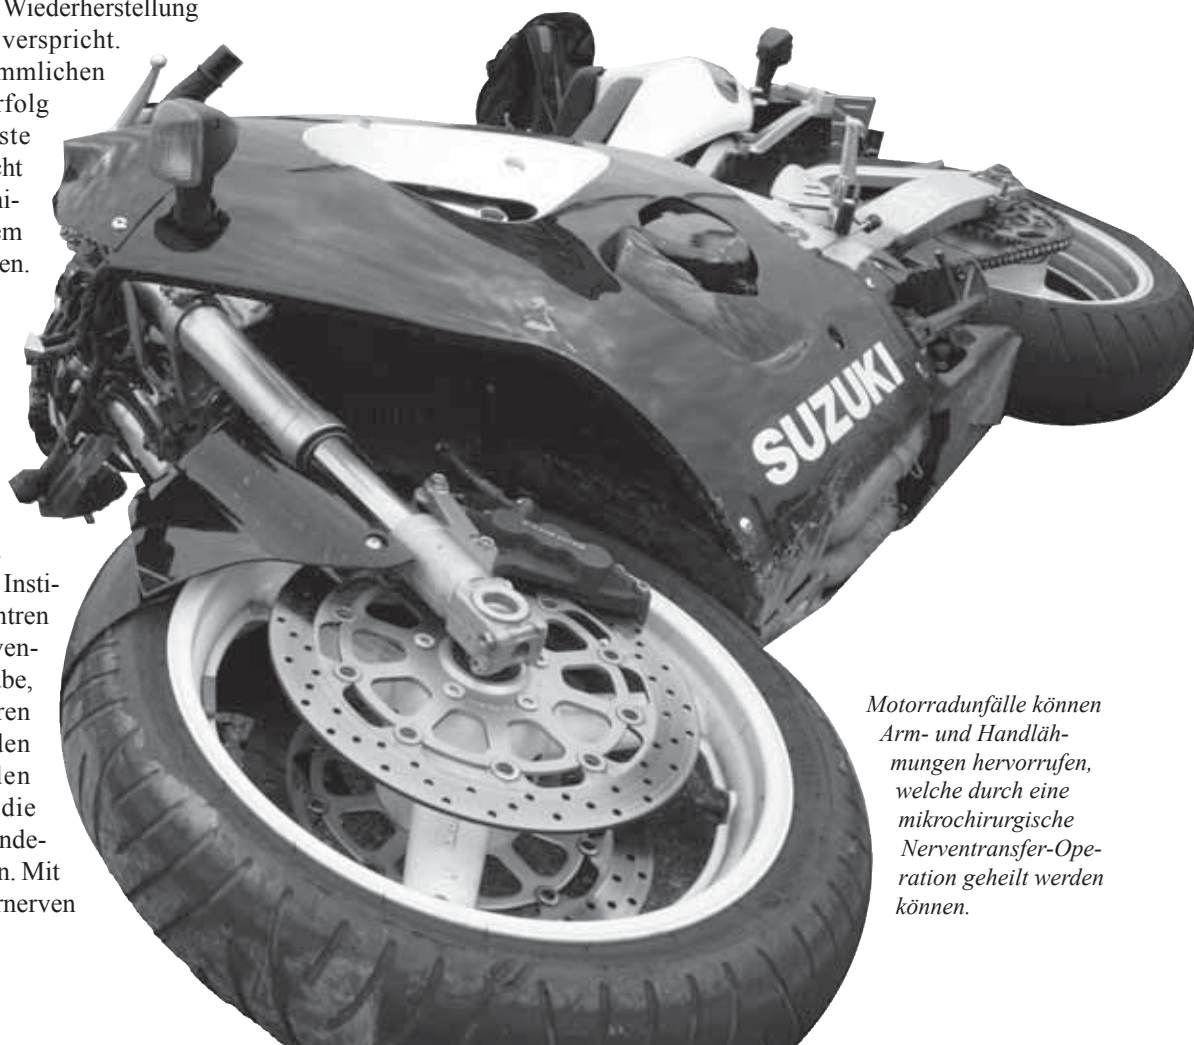 Wiederherstellung
verspricht.
mmlichen
rfolg
ste
cht
ni-
em
en.
Insti-
ntren
ven-
be,
ren
len
len
die
nde-
n. Mit
rnerven
SUZUKI
Motorradunfälle können
Arm- und Handläh-
mungen hervorrufen,
welche durch eine
mikrochirurgische
Nerventransfer-Ope-
ration geheilt werden
können.